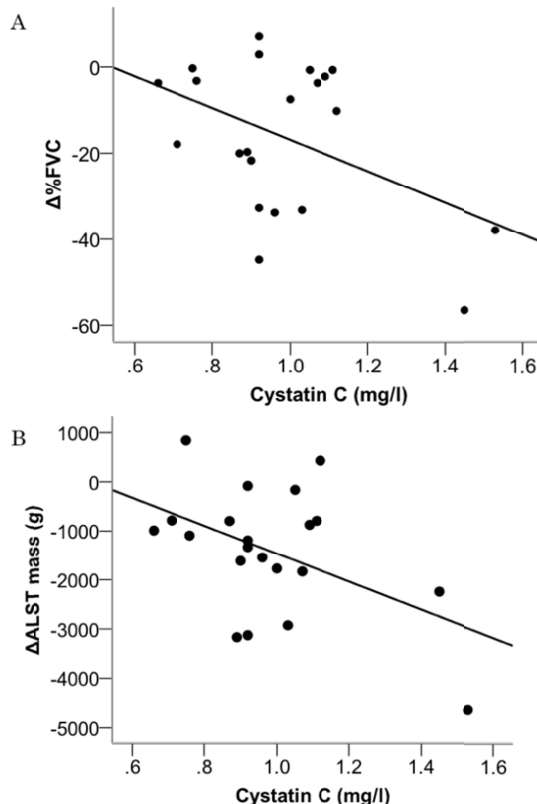 A
0
-20
-40
-60
Δ%FVC
.6 .8 1.0 1.2 1.4 1.6
Cystatin C (mg/l)
B
1000
0
-1000
-2000
-3000
-4000
-5000
ΔALST mass (g)
.6 .8 1.0 1.2 1.4 1.6
Cystatin C (mg/l)